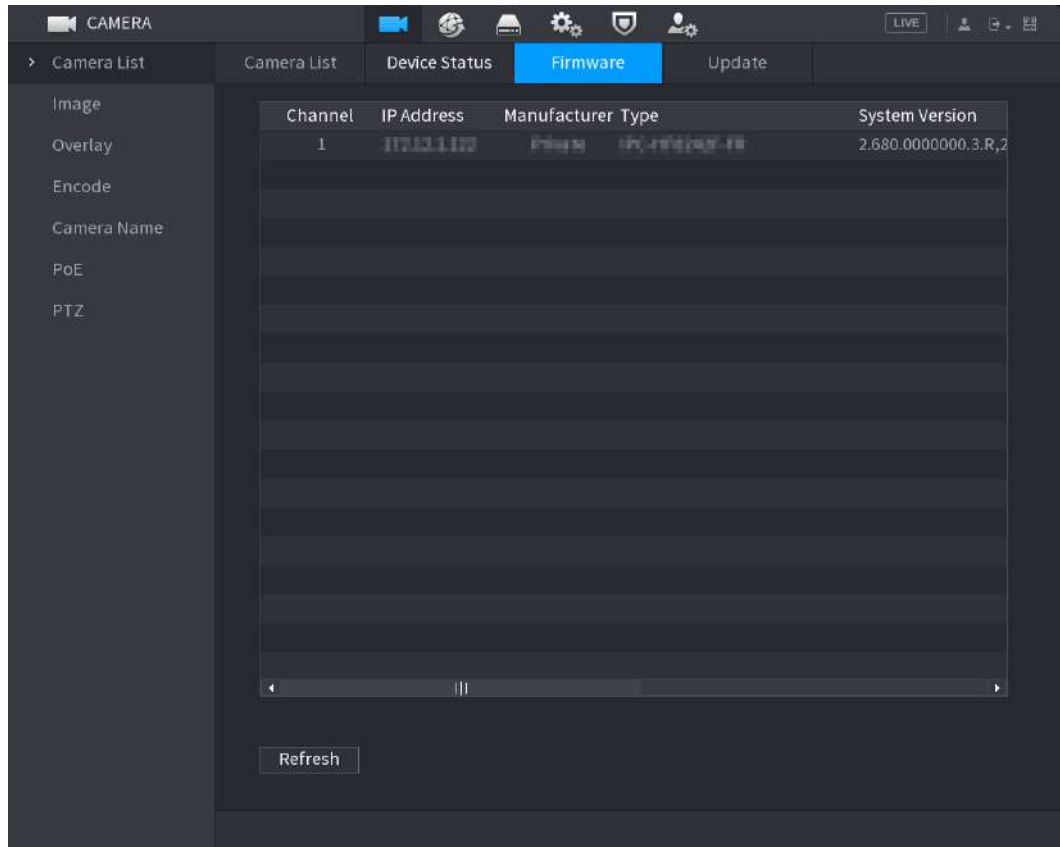 CAMERA
LIVE
Camera List
Camera List Device Status Firmware Update
Image
Overlay
Encode
Camera Name
PoE
PTZ
Channel IP Address Manufacturer Type System Version
1 2.680.0000000.3.R,2
Refresh